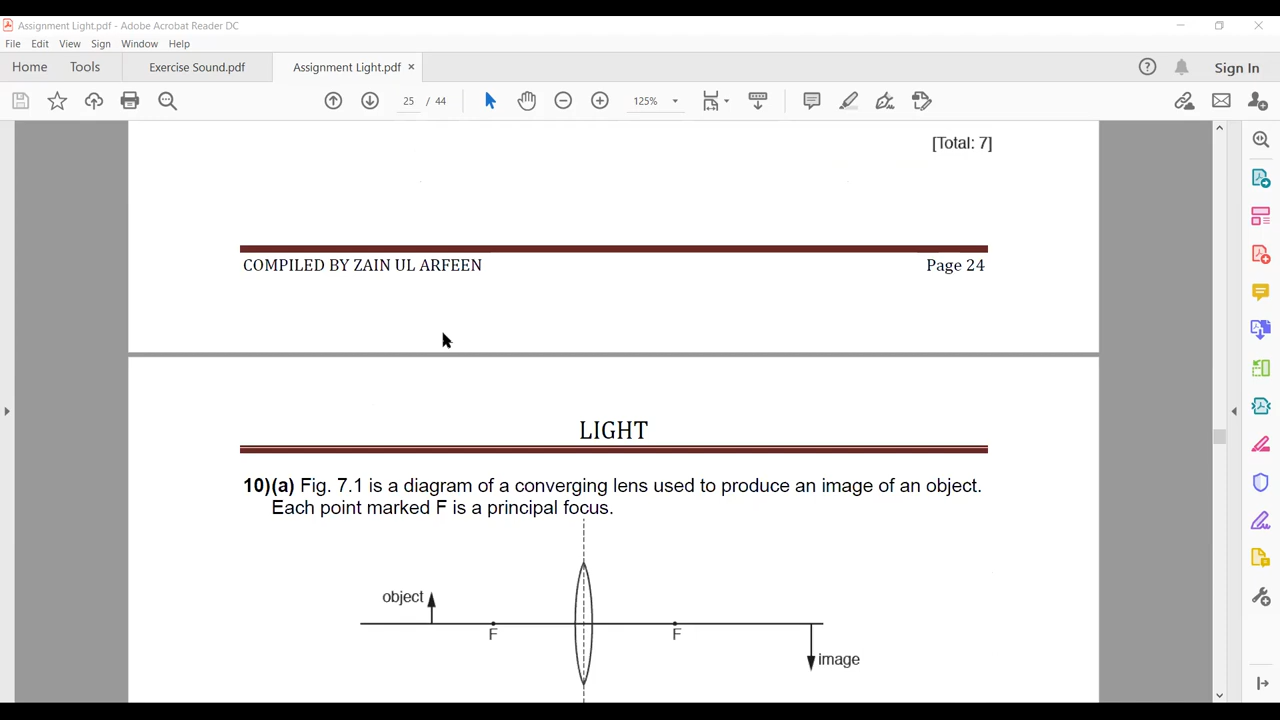 Assignment Light.pdf - Adobe Acrobat Reader DC
File Edit View Sign Window Help
Home Tools Exercise Sound.pdf Assignment Light.pdf × Sign In
25 / 44 125%
[Total: 7]
COMPILED BY ZAIN UL ARFEEN Page 24
LIGHT
10)(a) Fig. 7.1 is a diagram of a converging lens used to produce an image of an object.
Each point marked F is a principal focus.
object
F F
image